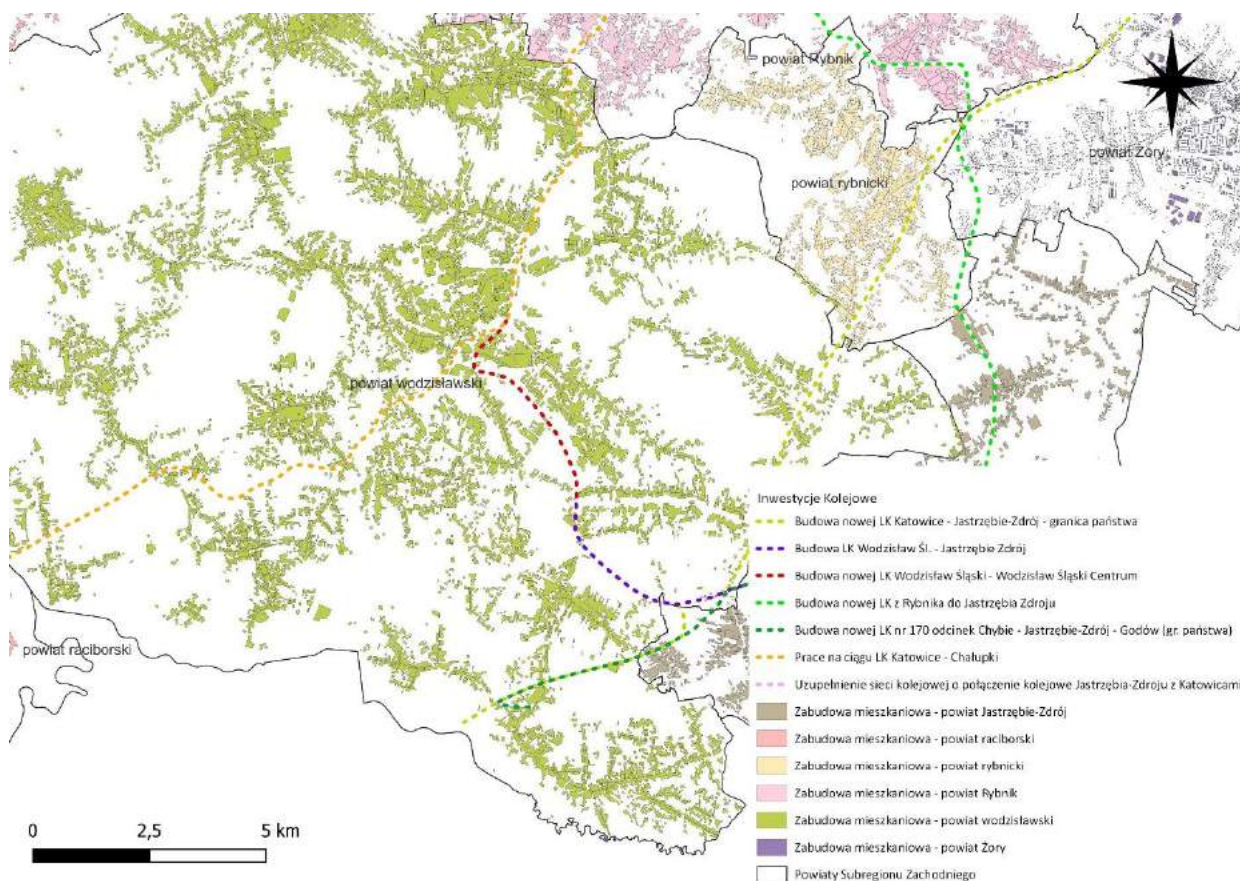 powiat Rybnik
powiat Żory
powiat rybnicki
powiat wodzisławski
powiat raciborski
Inwestycje Kolejowe
Budowa nowej LK Katowice - Jastrzębie-Zdrój - granica państwa
Budowa LK Wodzisław Śl. - Jastrzębie Zdrój
Budowa nowej LK Wodzisław Śląski - Wodzisław Śląski Centrum
Budowa nowej LK z Rybnika do Jastrzębia Zdroju
Budowa nowej LK nr 170 odcinek Chybie - Jastrzębie-Zdrój - Godów (gr. państwa)
Prace na ciągu LK Katowice - Chałupki
Uzupełnienie sieci kolejowej o połączenie kolejowe Jastrzębia-Zdroju z Katowicami
Zabudowa mieszkaniowa - powiat Jastrzębie-Zdrój
Zabudowa mieszkaniowa - powiat raciborski
Zabudowa mieszkaniowa - powiat rybnicki
Zabudowa mieszkaniowa - powiat Rybnik
Zabudowa mieszkaniowa - powiat wodzisławski
Zabudowa mieszkaniowa - powiat Żory
Powiaty Subregionu Zachodniego
0 2,5 5 km